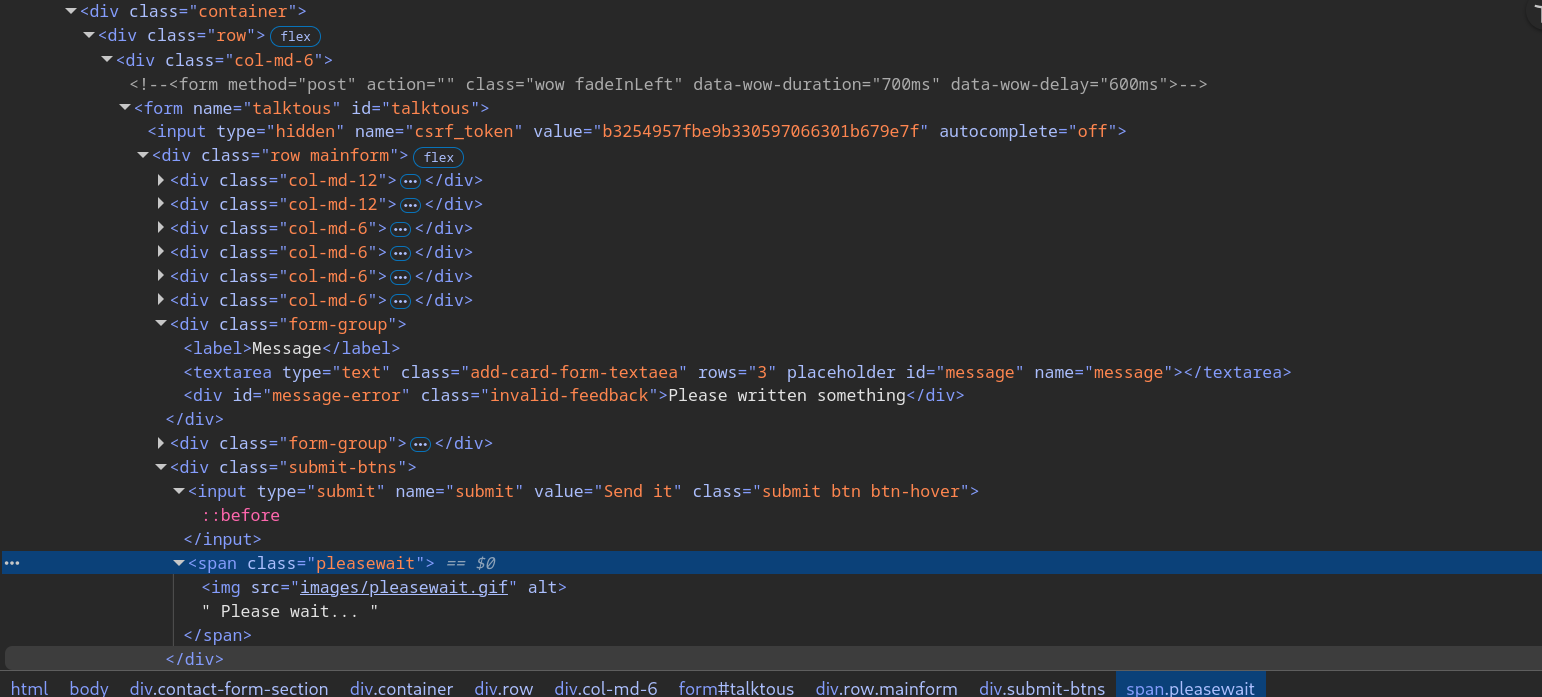 <div class="container">
<div class="row"> flex
<div class="col-md-6">
<!--<form method="post" action="" class="wow fadeInLeft" data-wow-duration="700ms" data-wow-delay="600ms">-->
<form name="talktous" id="talktous">
<input type="hidden" name="csrf_token" value="b3254957fbe9b330597066301b679e7f" autocomplete="off">
<div class="row mainform"> flex
<div class="col-md-12"> ••• </div>
<div class="col-md-12"> ••• </div>
<div class="col-md-6"> ••• </div>
<div class="col-md-6"> ••• </div>
<div class="col-md-6"> ••• </div>
<div class="col-md-6"> ••• </div>
<div class="form-group">
<label>Message</label>
<textarea type="text" class="add-card-form-textaea" rows="3" placeholder id="message" name="message"></textarea>
<div id="message-error" class="invalid-feedback">Please written something</div>
</div>
<div class="form-group"> ••• </div>
<div class="submit-btns">
<input type="submit" name="submit" value="Send it" class="submit btn btn-hover">
::before
</input>
••• <span class="pleasewait"> == $0
<img src="images/pleasewait.gif" alt>
" Please wait... "
</span>
</div>
html body div.contact-form-section div.container div.row div.col-md-6 form#talktous div.row.mainform div.submit-btns span.pleasewait